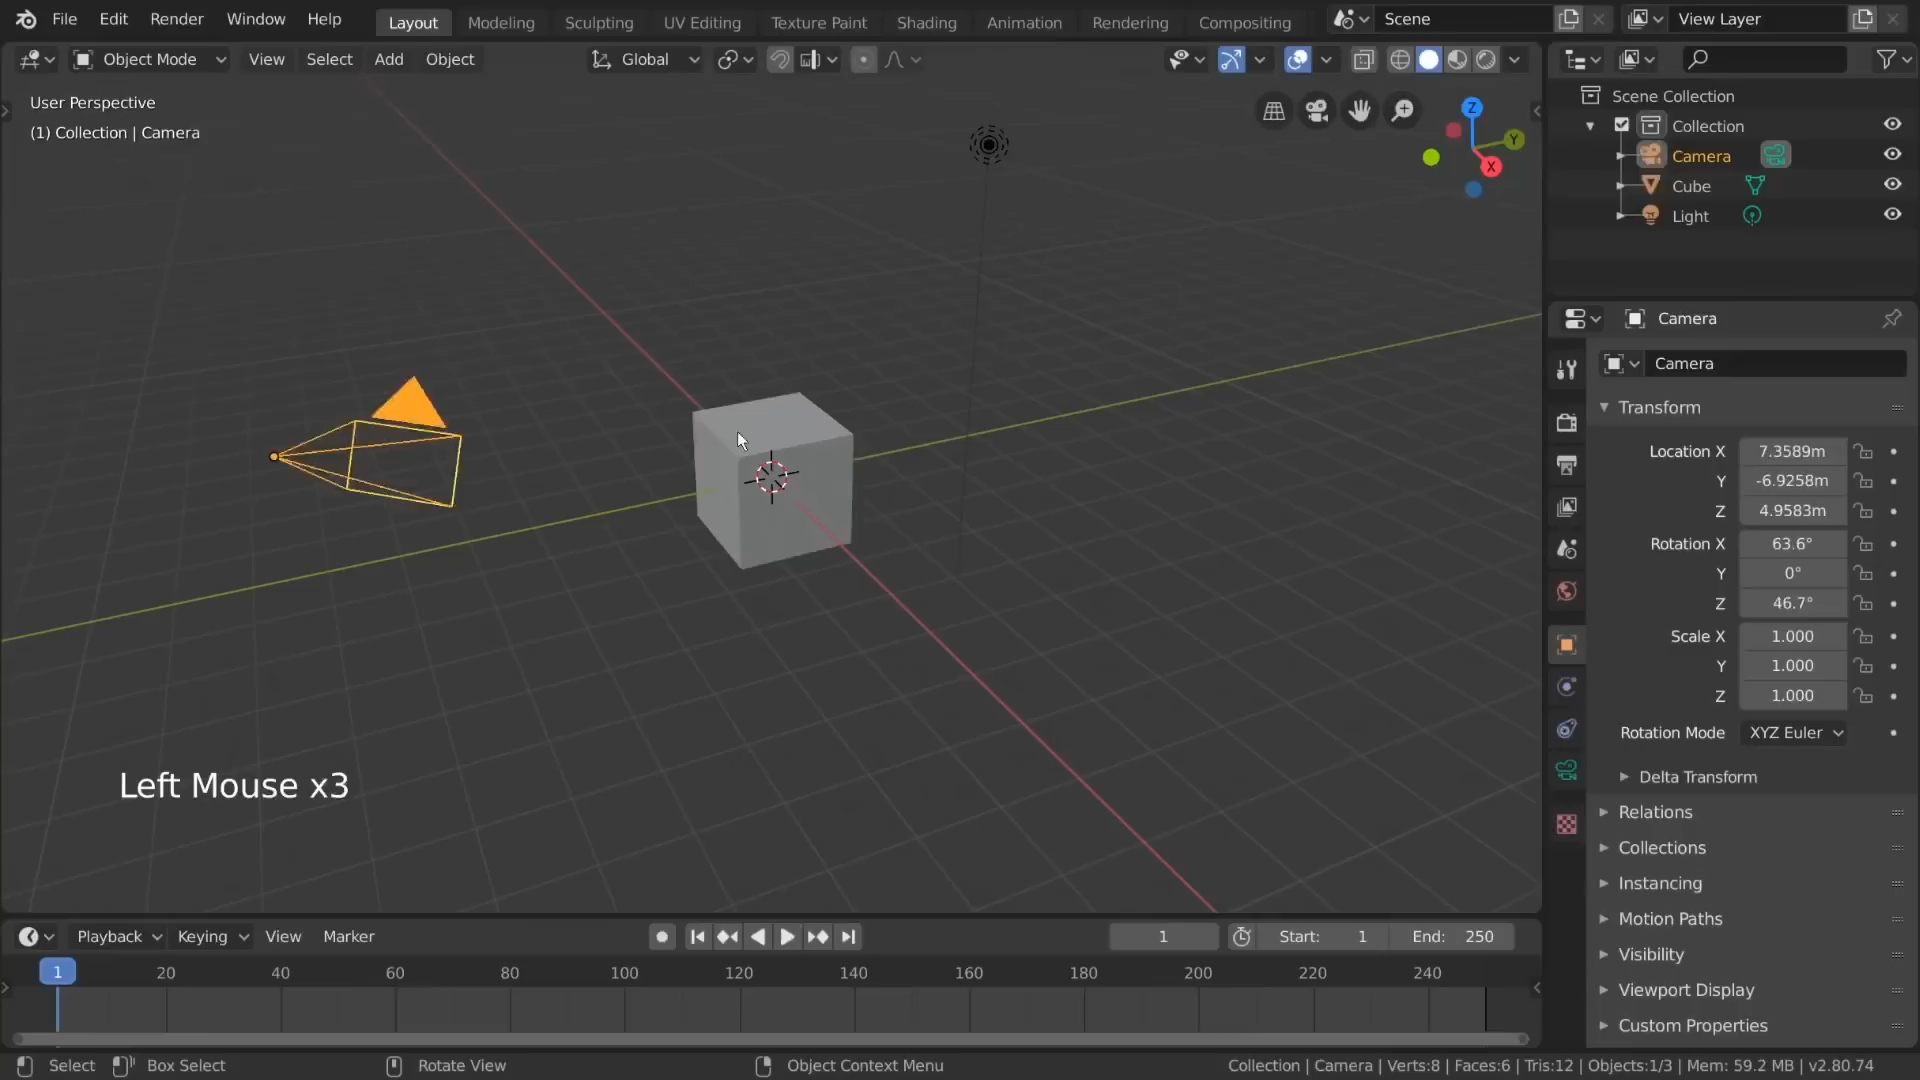 File Edit Render Window Help Layout Modeling Sculpting UV Editing Texture Paint Shading Animation Rendering Compositing Scene View Layer
Object Mode View Select Add Object Global
User Perspective
(1) Collection | Camera
Z
Y
X
Left Mouse x3
Scene Collection
Collection
Camera
Cube
Light
Camera
Camera
Transform
Location X 7.3589m
Y -6.9258m
Z 4.9583m
Rotation X 63.6°
Y 0°
Z 46.7°
Scale X 1.000
Y 1.000
Z 1.000
Rotation Mode XYZ Euler
Delta Transform
Relations
Collections
Instancing
Motion Paths
Visibility
Viewport Display
Custom Properties
Playback Keying View Marker 1 Start: 1 End: 250
1 20 40 60 80 100 120 140 160 180 200 220 240
Select Box Select Rotate View Object Context Menu Collection | Camera | Verts:8 | Faces:6 | Tris:12 | Objects:1/3 | Mem: 59.2 MB | v2.80.74